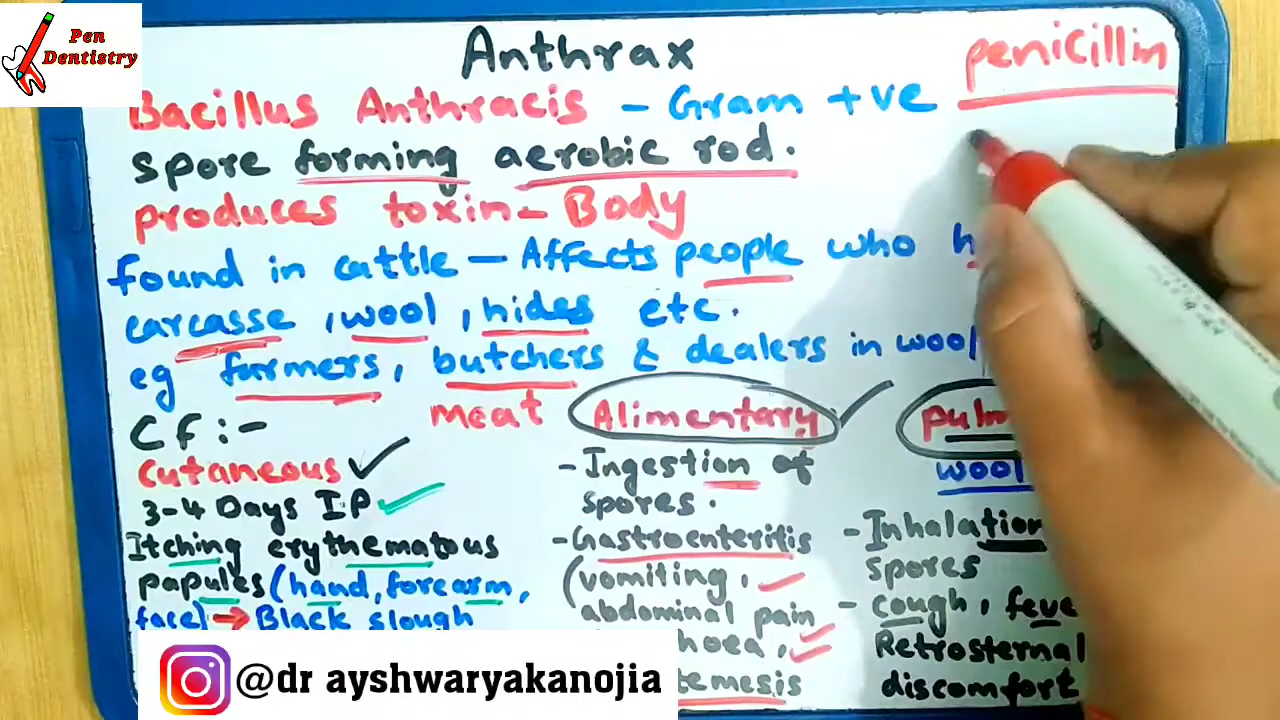 Pen
Dentistry
Anthrax
penicillin
Bacillus Anthracis - Gram +ve
spore forming aerobic rod.
produces toxin - Body
found in cattle - Affects people who
carcasse, wool, hides etc.
eg farmers, butchers & dealers in wool
meat
CF :-
Cutaneous
3-4 Days IP
Itching erythematous
papules (hand, forearm,
face) → Black slough
Alimentary
- Ingestion of
spores.
- Gastroenteritis
(vomiting,
abdominal pain
wool
- Inhalation
spores
- cough,
Retrosternal
discomfort
@dr ayshwaryakanojia